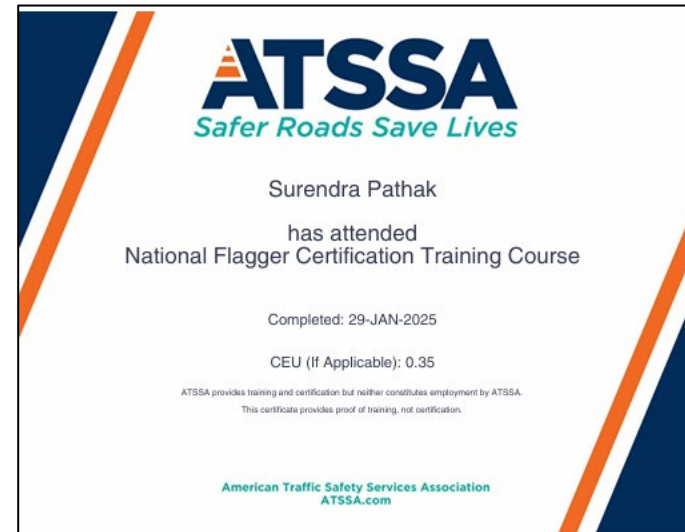 ATSSA
Safer Roads Save Lives
Surendra Pathak
has attended
National Flagger Certification Training Course
Completed: 29-JAN-2025
CEU (If Applicable): 0.35
ATSSA provides training and certification but neither constitutes employment by ATSSA.
This certificate provides proof of training, not certification.
American Traffic Safety Services Association
ATSSA.com